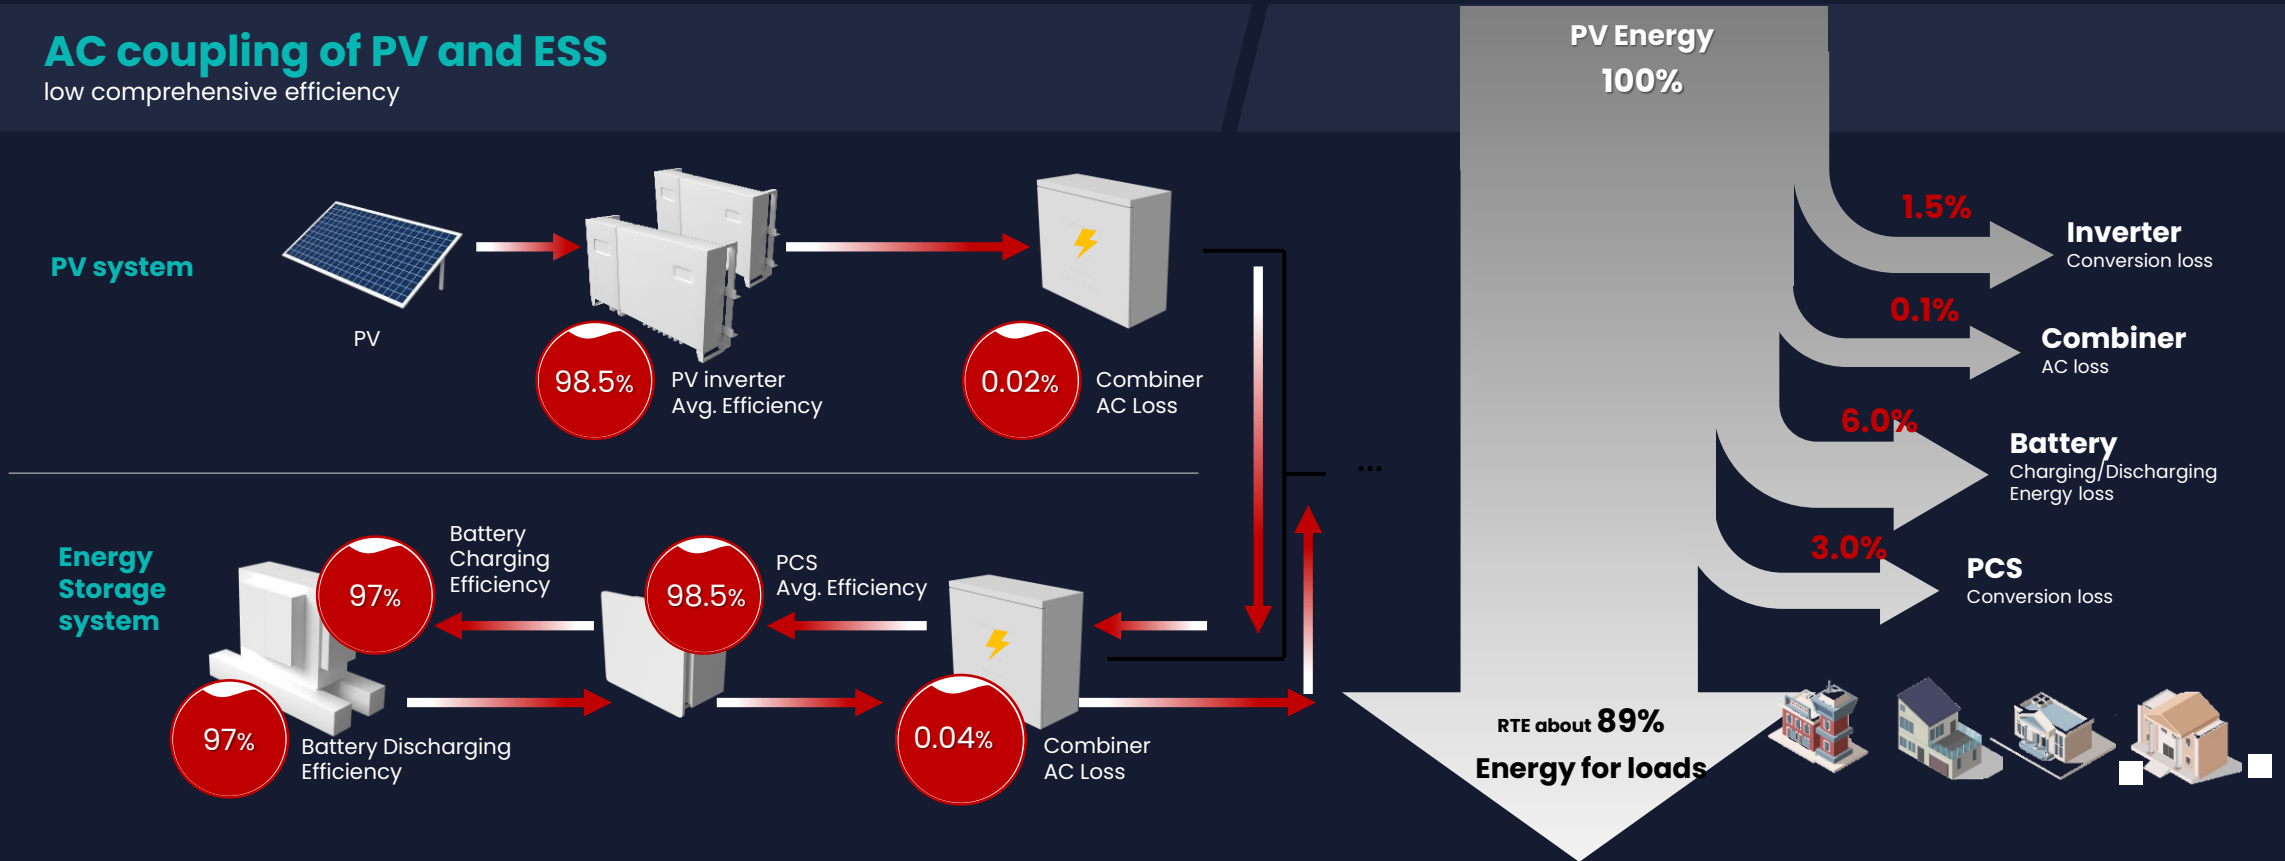 AC coupling of PV and ESS
low comprehensive efficiency
PV system
PV
98.5%
PV inverter
Avg. Efficiency
0.02%
Combiner
AC Loss
...
Energy
Storage
system
97%
Battery
Charging
Efficiency
98.5%
PCS
Avg. Efficiency
97%
Battery Discharging
Efficiency
0.04%
Combiner
AC Loss
PV Energy
100%
1.5%
Inverter
Conversion loss
0.1%
Combiner
AC loss
6.0%
Battery
Charging/Discharging
Energy loss
3.0%
PCS
Conversion loss
RTE about 89%
Energy for loads